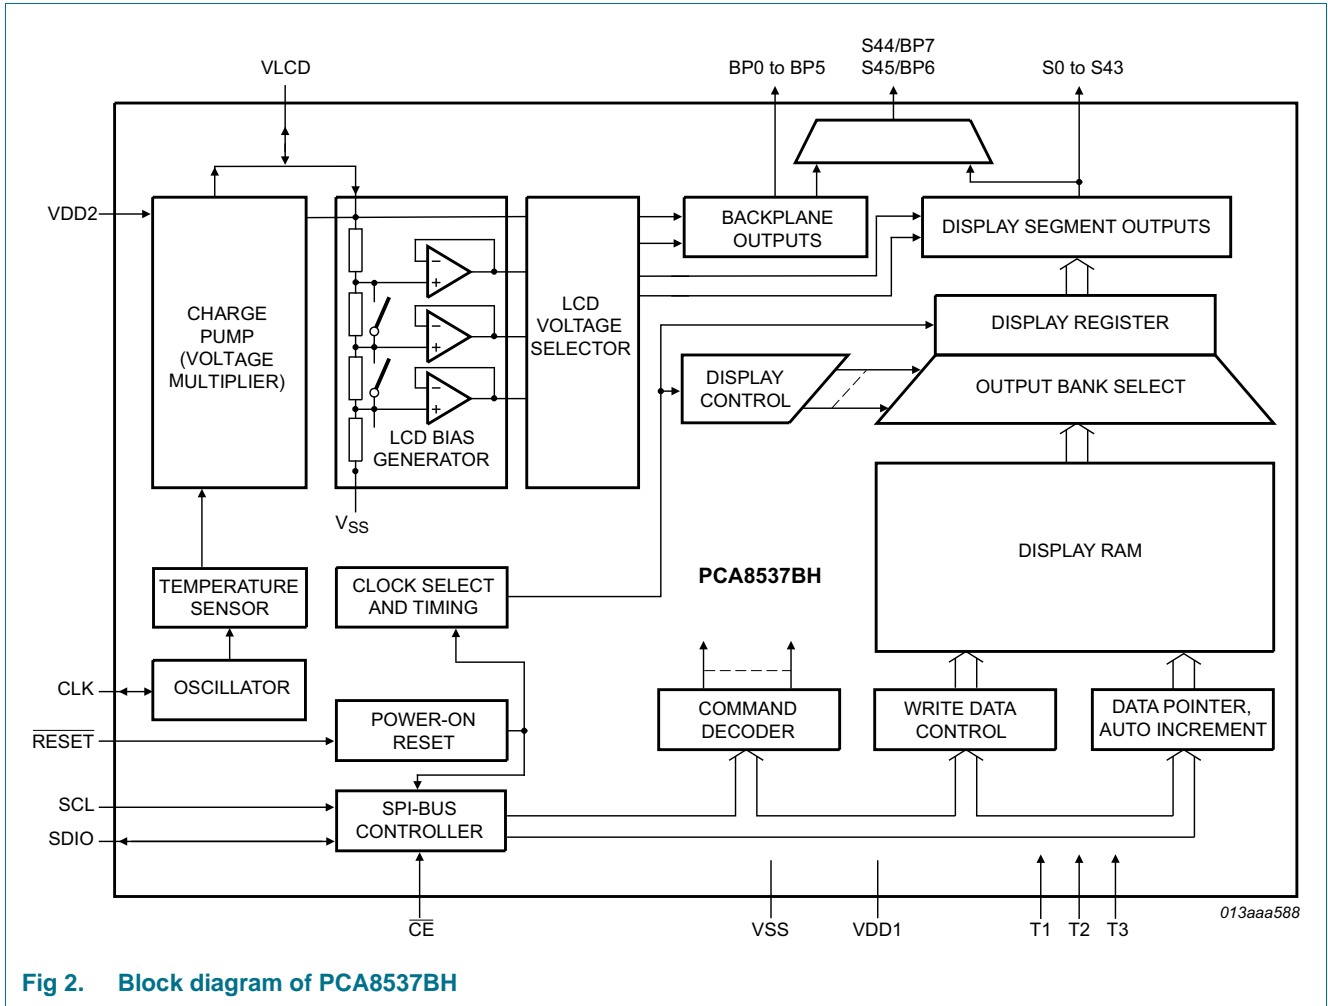 S44/BP7
VLCD
BP0 to BP5
S45/BP6
S0 to S43
VDD2
BACKPLANE
OUTPUTS
DISPLAY SEGMENT OUTPUTS
CHARGE
PUMP
(VOLTAGE
MULTIPLIER)
LCD
VOLTAGE
SELECTOR
DISPLAY REGISTER
DISPLAY
CONTROL
OUTPUT BANK SELECT
LCD BIAS
GENERATOR
VSS
DISPLAY RAM
PCA8537BH
TEMPERATURE
SENSOR
CLOCK SELECT
AND TIMING
CLK
OSCILLATOR
RESET
POWER-ON
RESET
COMMAND
DECODER
WRITE DATA
CONTROL
DATA POINTER,
AUTO INCREMENT
SCL
SDIO
SPI-BUS
CONTROLLER
CE
VSS
VDD1
T1
T2
T3
013aaa588
Fig 2. Block diagram of PCA8537BH